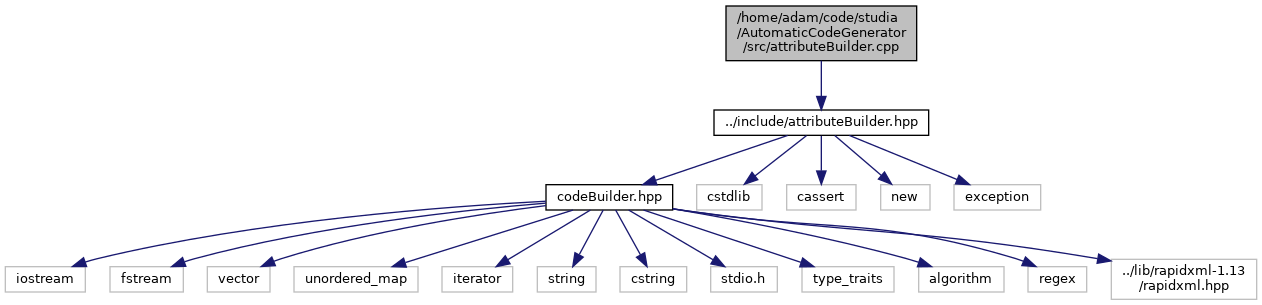 /home/adam/code/studia
/AutomaticCodeGenerator
/src/attributeBuilder.cpp
../include/attributeBuilder.hpp
codeBuilder.hpp
cstdlib
cassert
new
exception
iostream
fstream
vector
unordered_map
iterator
string
cstring
stdio.h
type_traits
algorithm
regex
../lib/rapidxml-1.13
/rapidxml.hpp